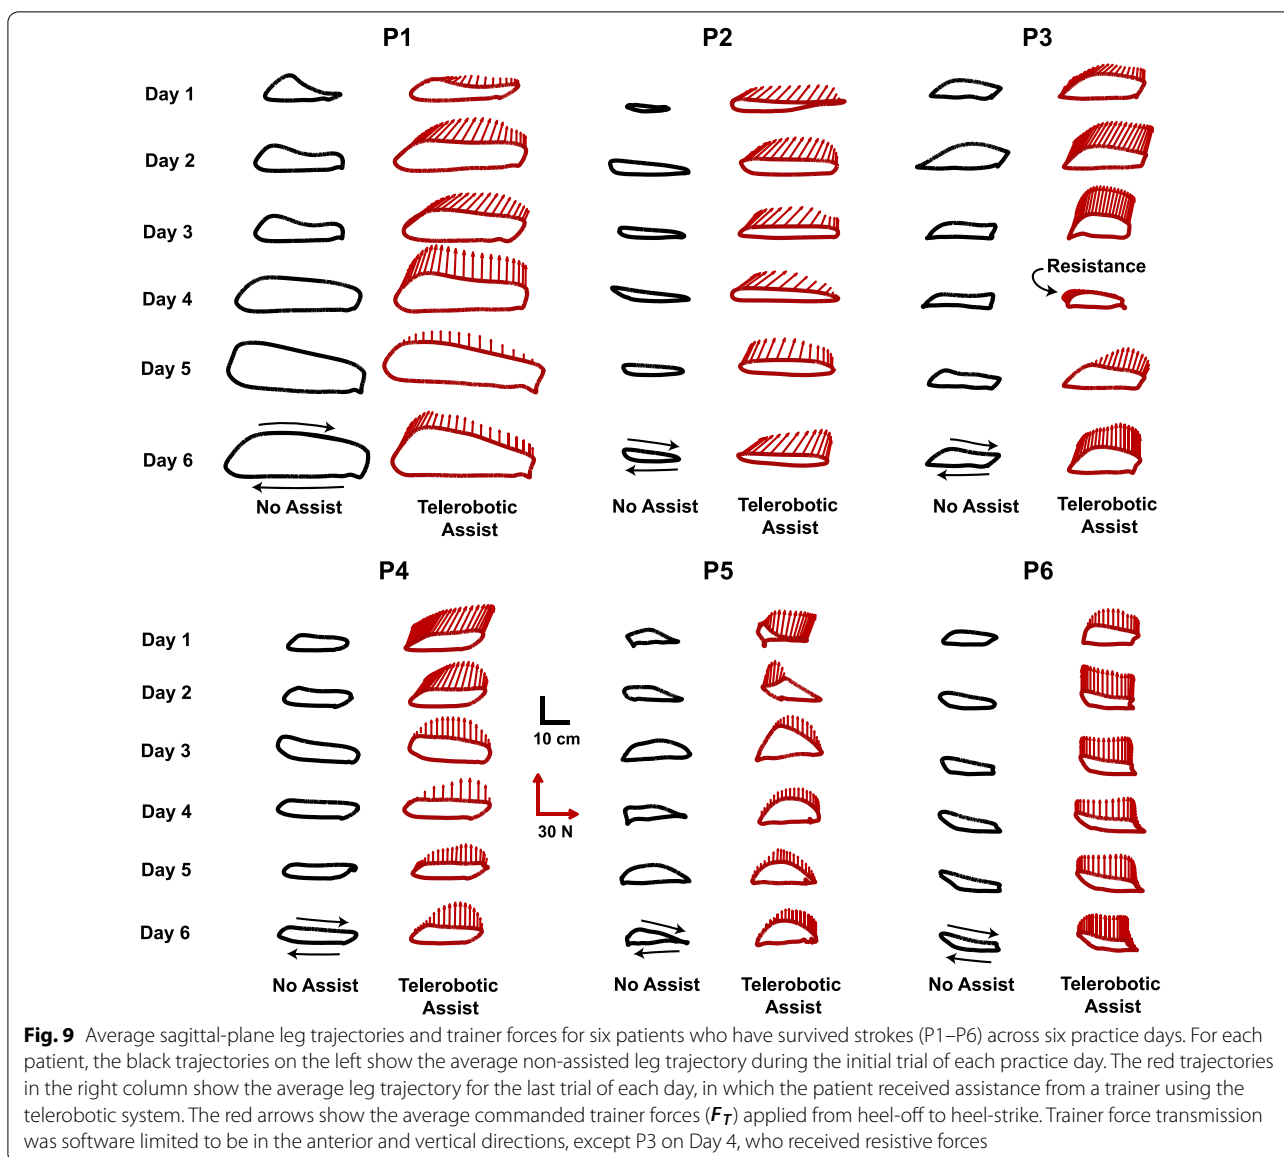 P1 P2 P3
Day 1
Day 2
Day 3
Resistance
Day 4
Day 5
Day 6
No Assist Telerobotic Assist No Assist Telerobotic Assist No Assist Telerobotic Assist
P4 P5 P6
Day 1
Day 2
10 cm
Day 3
Day 4
30 N
Day 5
Day 6
No Assist Telerobotic Assist No Assist Telerobotic Assist No Assist Telerobotic Assist
Fig. 9 Average sagittal-plane leg trajectories and trainer forces for six patients who have survived strokes (P1–P6) across six practice days. For each
patient, the black trajectories on the left show the average non-assisted leg trajectory during the initial trial of each practice day. The red trajectories
in the right column show the average leg trajectory for the last trial of each day, in which the patient received assistance from a trainer using the
telerobotic system. The red arrows show the average commanded trainer forces (F_T) applied from heel-off to heel-strike. Trainer force transmission
was software limited to be in the anterior and vertical directions, except P3 on Day 4, who received resistive forces